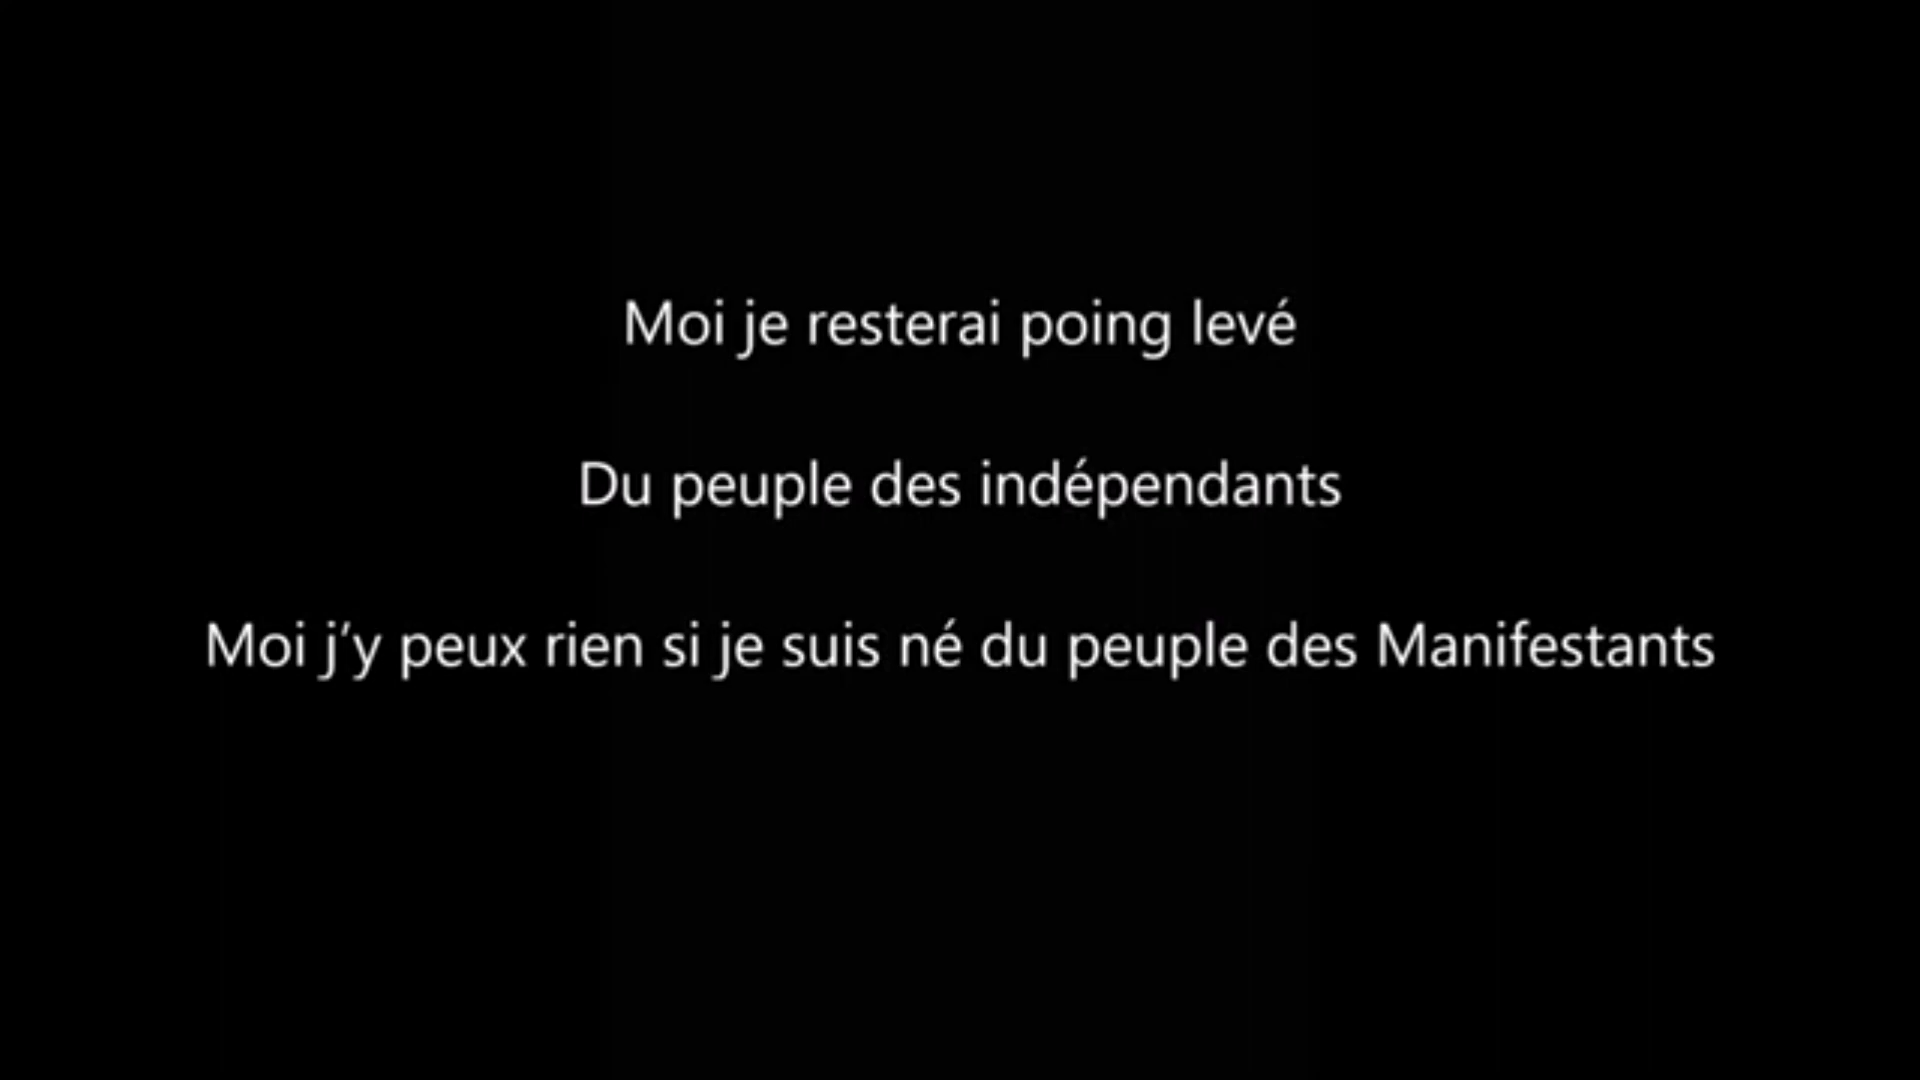 Moi je resterai poing levé
Du peuple des indépendants
Moi j'y peux rien si je suis né du peuple des Manifestants